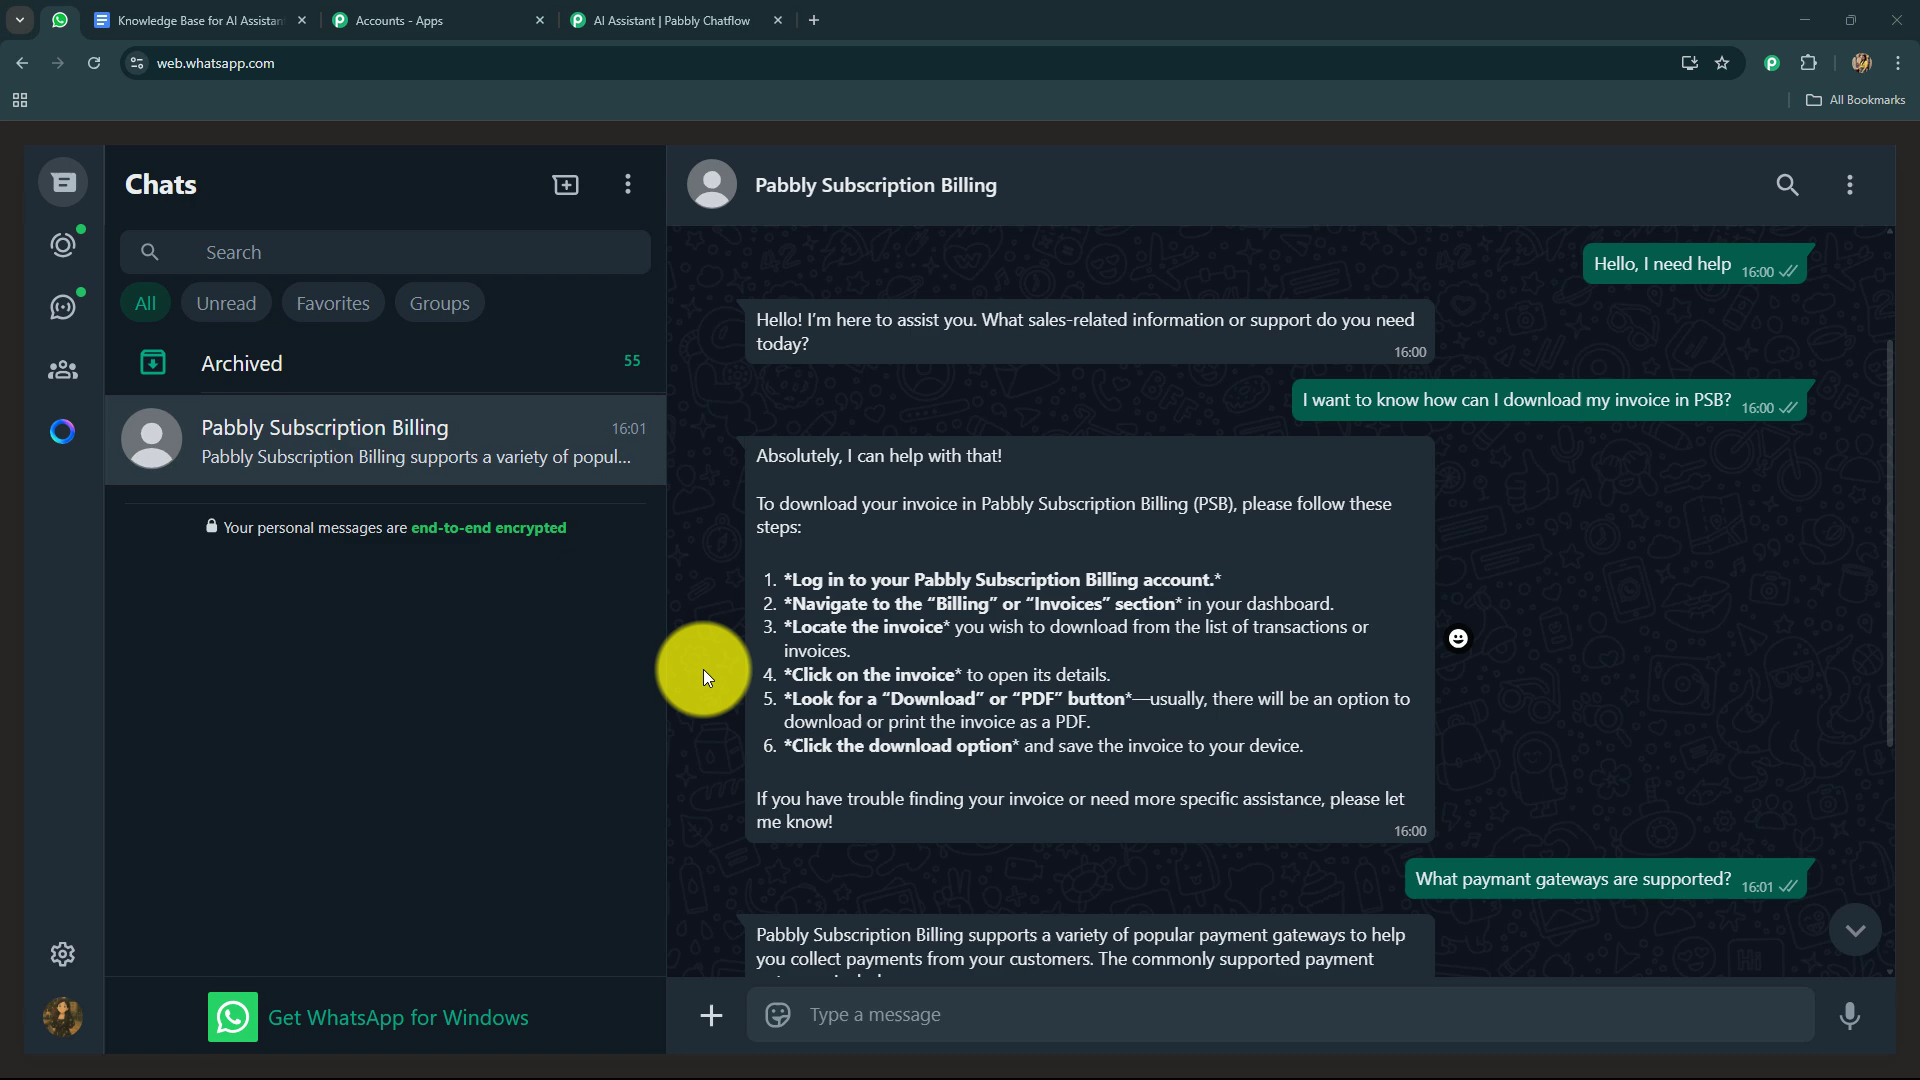 Knowledge Base for AI Assistan
Accounts - Apps
AI Assistant | Pabbly Chatflow
web.whatsapp.com
All Bookmarks
Chats
Search
All
Unread
Favorites
Groups
Archived
55
Pabbly Subscription Billing
16:01
Pabbly Subscription Billing supports a variety of popul...
Your personal messages are end-to-end encrypted
Get WhatsApp for Windows
Pabbly Subscription Billing
Hello, I need help 16:00
Hello! I'm here to assist you. What sales-related information or support do you need
today?
16:00
I want to know how can I download my invoice in PSB? 16:00
Absolutely, I can help with that!
To download your invoice in Pabbly Subscription Billing (PSB), please follow these
steps:
1. *Log in to your Pabbly Subscription Billing account.*
2. *Navigate to the “Billing” or “Invoices” section* in your dashboard.
3. *Locate the invoice* you wish to download from the list of transactions or
invoices.
4. *Click on the invoice* to open its details.
5. *Look for a “Download” or “PDF” button*—usually, there will be an option to
download or print the invoice as a PDF.
6. *Click the download option* and save the invoice to your device.
If you have trouble finding your invoice or need more specific assistance, please let
me know!
16:00
What paymant gateways are supported? 16:01
Pabbly Subscription Billing supports a variety of popular payment gateways to help
you collect payments from your customers. The commonly supported payment
Type a message